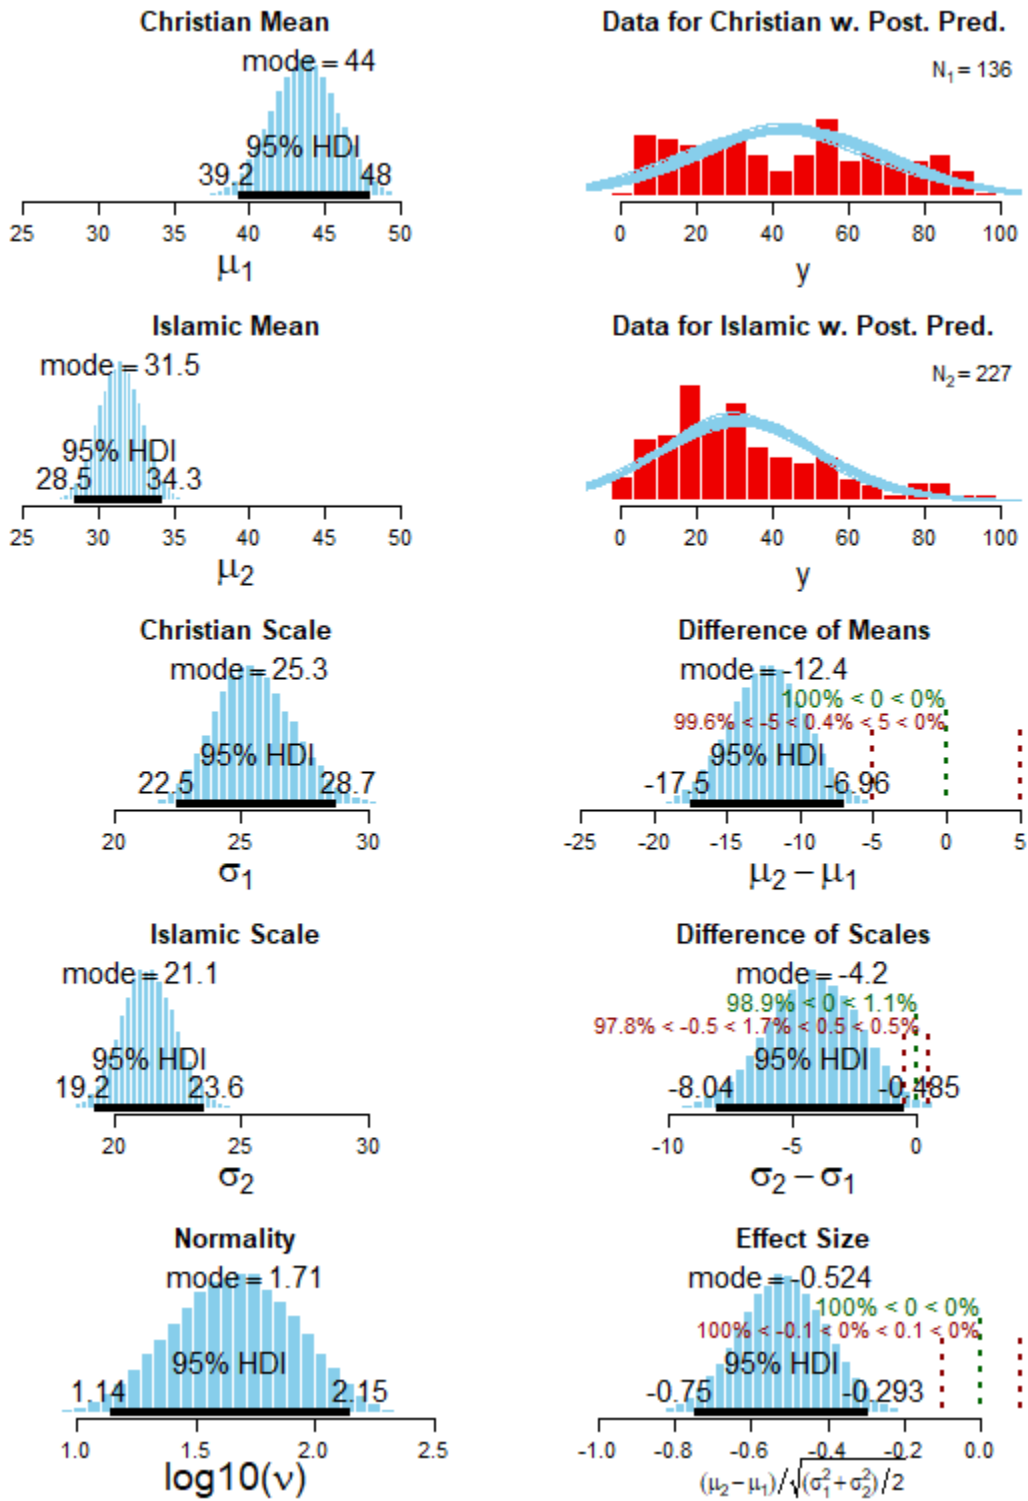 Christian Mean
mode = 44
95% HDI
39.2 48
25 30 35 40 45 50
μ1
Data for Christian w. Post. Pred.
N1 = 136
0 20 40 60 80 100
y
Islamic Mean
mode = 31.5
95% HDI
28.5 34.3
25 30 35 40 45 50
μ2
Data for Islamic w. Post. Pred.
N2 = 227
0 20 40 60 80 100
y
Christian Scale
mode = 25.3
95% HDI
22.5 28.7
20 25 30
σ1
Difference of Means
mode = -12.4
100% < 0 < 0%
99.6% < -5 < 0.4% < 5 < 0%
95% HDI
-17.5 -6.96
-25 -20 -15 -10 -5 0 5
μ2 − μ1
Islamic Scale
mode = 21.1
95% HDI
19.2 23.6
20 25 30
σ2
Difference of Scales
mode = -4.2
98.9% < 0 < 1.1%
97.8% < -0.5 < 1.7% < 0.5 < 0.5%
95% HDI
-8.04 -0.485
-10 -5 0
σ2 − σ1
Normality
mode = 1.71
95% HDI
1.14 2.15
1.0 1.5 2.0 2.5
log10(ν)
Effect Size
mode = -0.524
100% < 0 < 0%
100% < -0.1 < 0% < 0.1 < 0%
95% HDI
-0.75 -0.293
-1.0 -0.8 -0.6 -0.4 -0.2 0.0
(μ2 − μ1)/√(σ1² + σ2²)/2